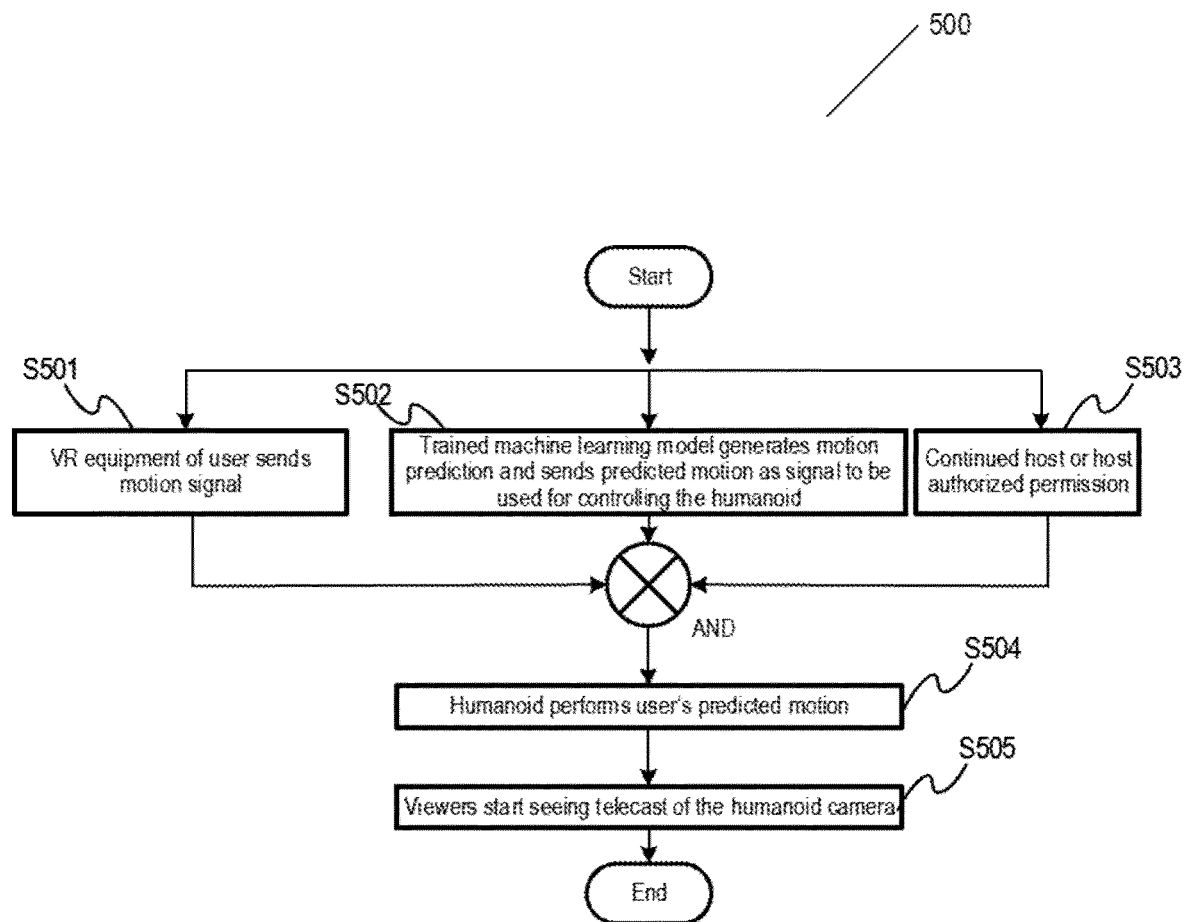 500
Start
S501
S502
S503
VR equipment of user sends
motion signal
Trained machine learning model generates motion
prediction and sends predicted motion as signal to be
used for controlling the humanoid
Continued host or host
authorized permission
AND
S504
Humanoid performs user's predicted motion
S505
Viewers start seeing telecast of the humanoid camera
End